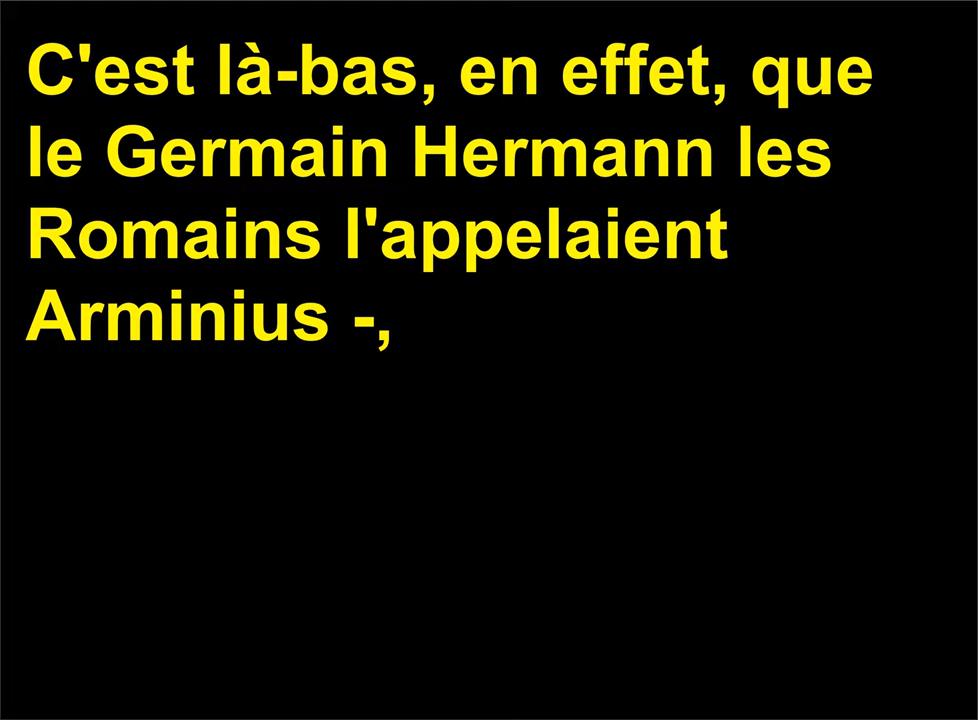 C'est là-bas, en effet, que
le Germain Hermann les
Romains l'appelaient
Arminius -,